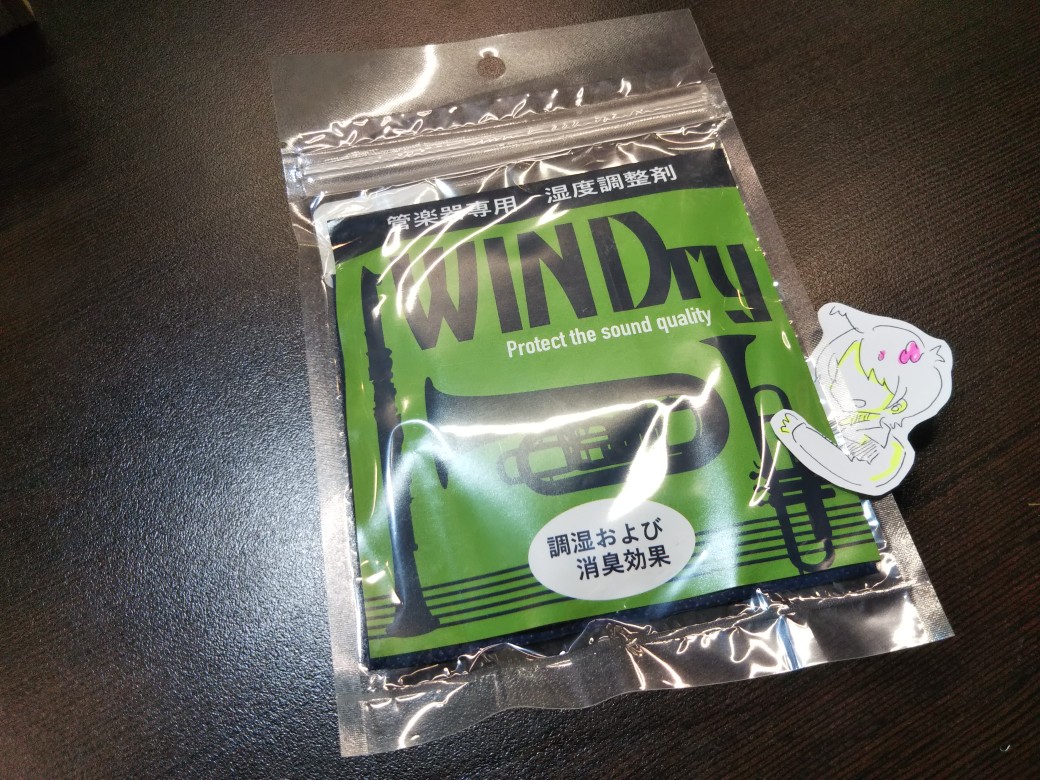 管楽器専用 湿度調整剤
WINDry
Protect the sound quality
調湿および
消臭効果